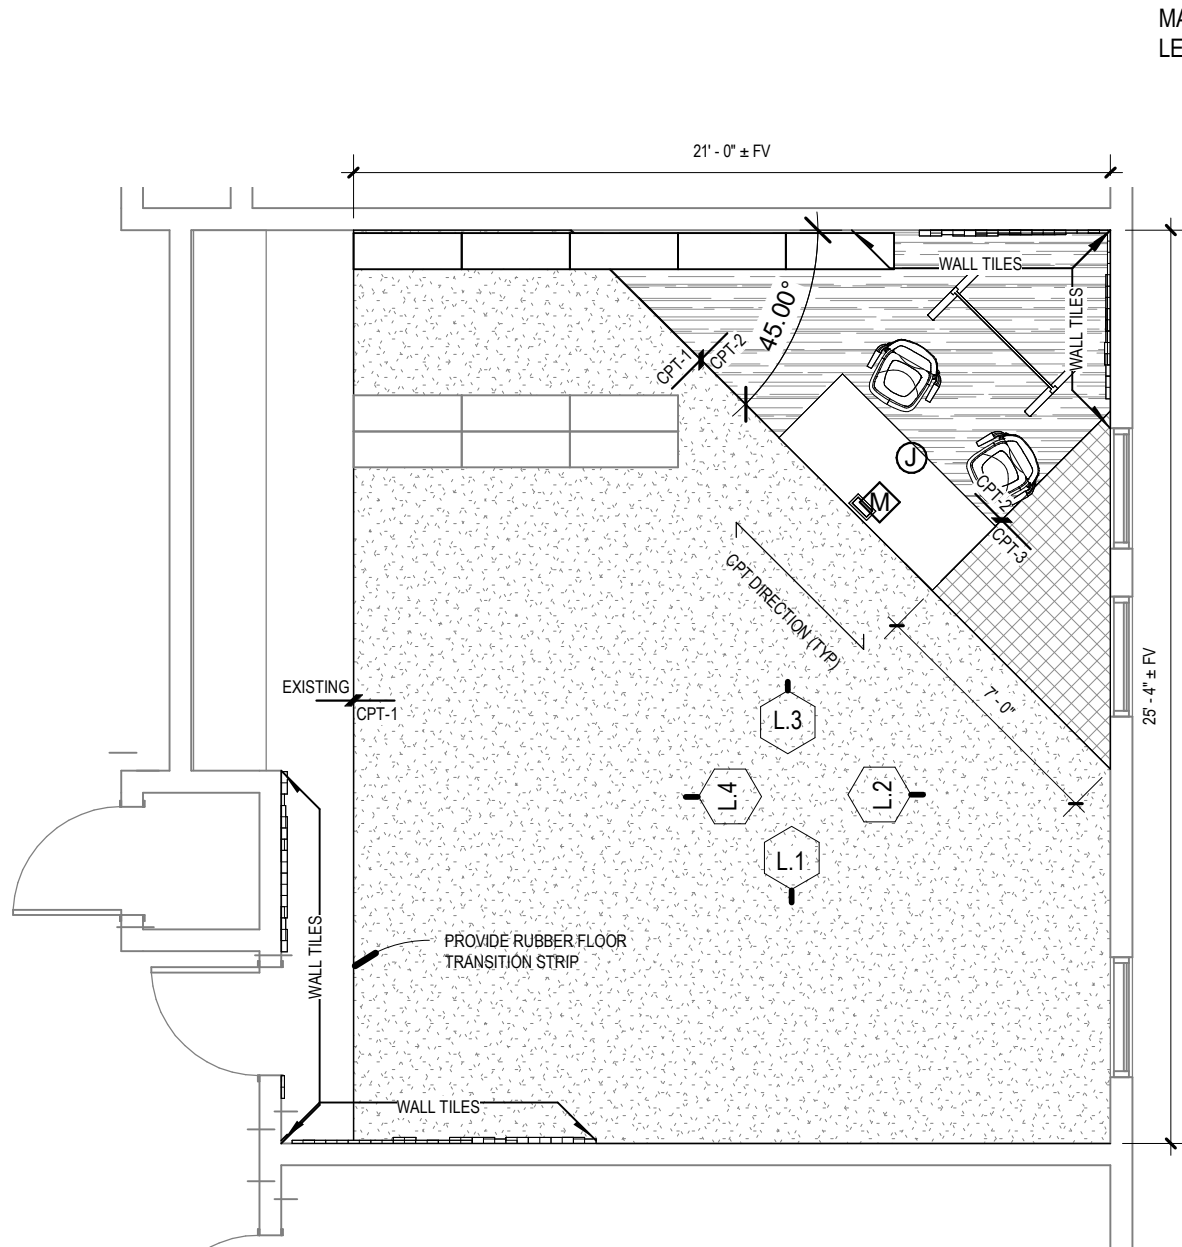 MA
LE
21' - 0" ± FV
WALL TILES
WALL TILES
45.00°
CPT-1
CPT-2
J
M
CPT-2
CPT-3
CPT DIRECTION (TYP)
7' - 0"
25' - 4" ± FV
EXISTING
CPT-1
L.3
L.4
L.2
L.1
PROVIDE RUBBER FLOOR
TRANSITION STRIP
WALL TILES
WALL TILES